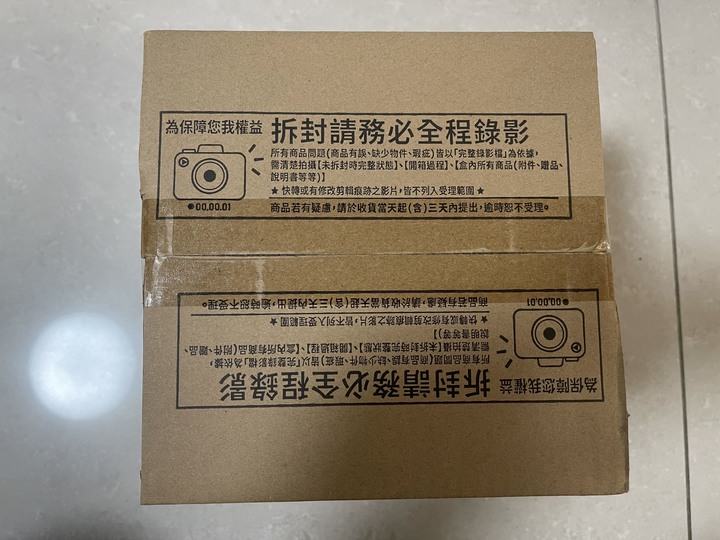 為保障您我權益
拆封請務必全程錄影
所有商品問題(商品有誤、缺少物件、瑕疵)皆以「完整錄影檔」為依據,
需清楚拍攝【未拆封時完整狀態】、【開箱過程】、【盒內所有商品(附件、贈品、
說明書等等)】
★ 快轉或有修改剪輯痕跡之影片,皆不列入受理範圍 ★
●00.00.01
商品若有疑慮,請於收貨當天起(含)三天內提出,逾時恕不受理。
為保障您我權益
拆封請務必全程錄影
所有商品問題(商品有誤、缺少物件、瑕疵)皆以「完整錄影檔」為依據,
需清楚拍攝【未拆封時完整狀態】、【開箱過程】、【盒內所有商品(附件、贈品、
說明書等等)】
★ 快轉或有修改剪輯痕跡之影片,皆不列入受理範圍 ★
●00.00.01
商品若有疑慮,請於收貨當天起(含)三天內提出,逾時恕不受理。